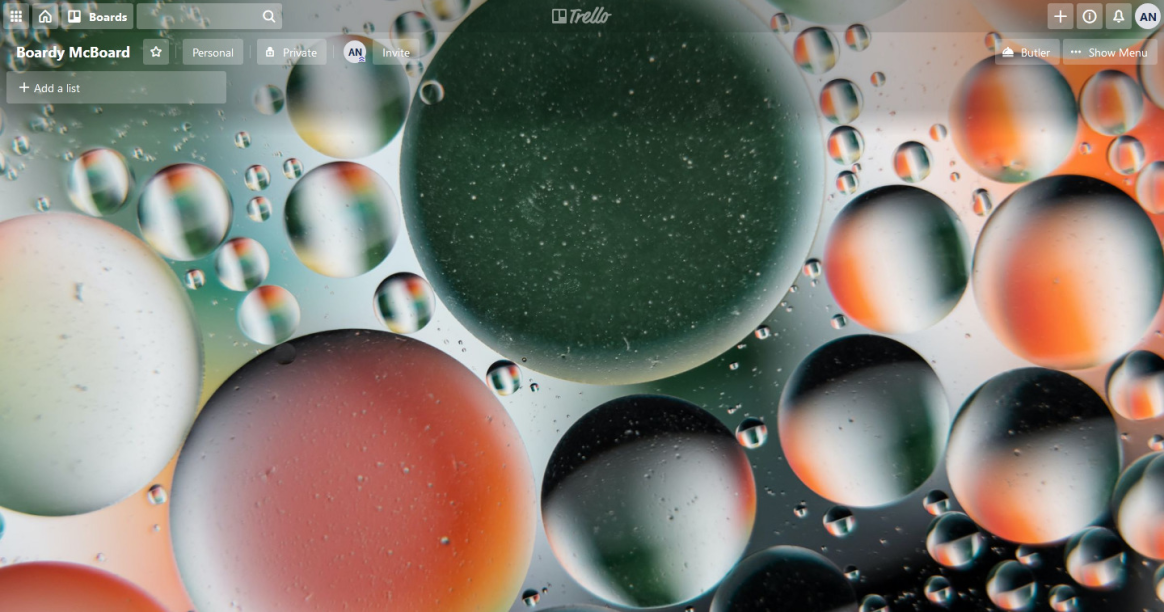 Boards
Trello
AN
Boardy McBoard
Personal
Private
AN
Invite
Butler
Show Menu
Add a list